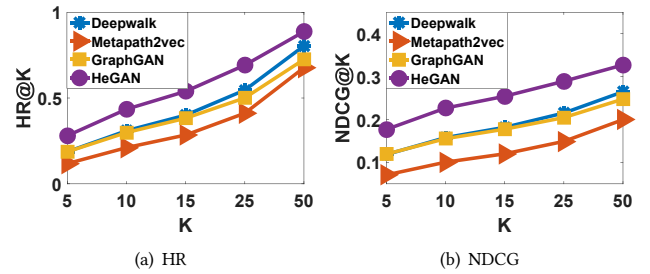 1
0.5
0
HR@K
Deepwalk
Metapath2vec
GraphGAN
HeGAN
5
10
15
25
50
K
(a) HR
0.4
0.3
0.2
0.1
NDCG@K
Deepwalk
Metapath2vec
GraphGAN
HeGAN
5
10
15
25
50
K
(b) NDCG